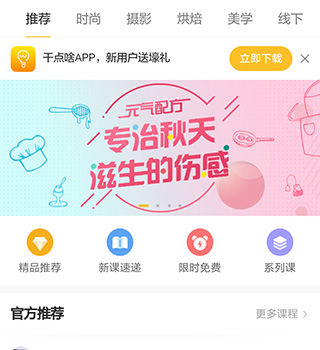 推荐 时尚 摄影 烘焙 美学 线下
干点啥APP，新用户送壕礼 立即下载
元气配方
专治秋天
滋生的伤感
精品推荐 新课速递 限时免费 系列课
官方推荐 更多课程